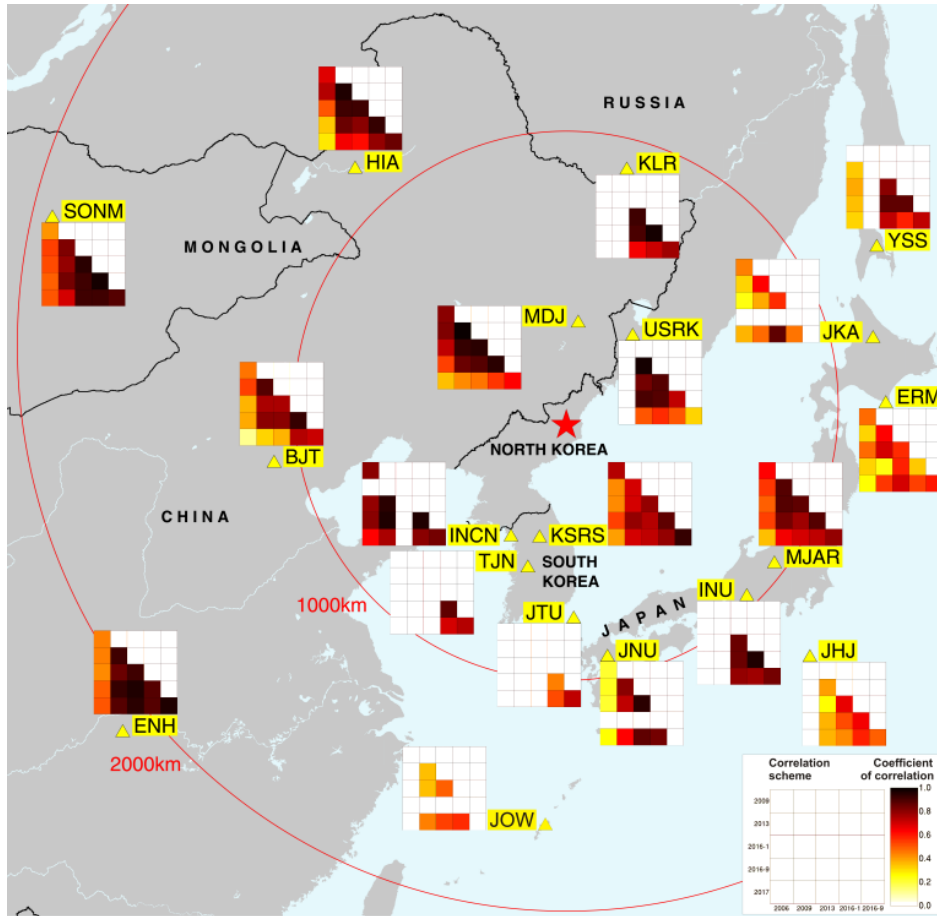 RUSSIA
HIA
KLR
SONM
MONGOLIA
YSS
MDJ
USRK
JKA
ERM
NORTH KOREA
BJT
CHINA
INCN
KSRS
TJN
SOUTH
KOREA
MJAR
1000km
JAPAN
INU
JTU
JNU
JHJ
ENH
2000km
JOW
Correlation
scheme
Coefficient
of correlation
2009
2013
2016-1
2016-9
2017
2006 2009 2013 2016-1 2016-9
1.0
0.8
0.6
0.4
0.2
0.0